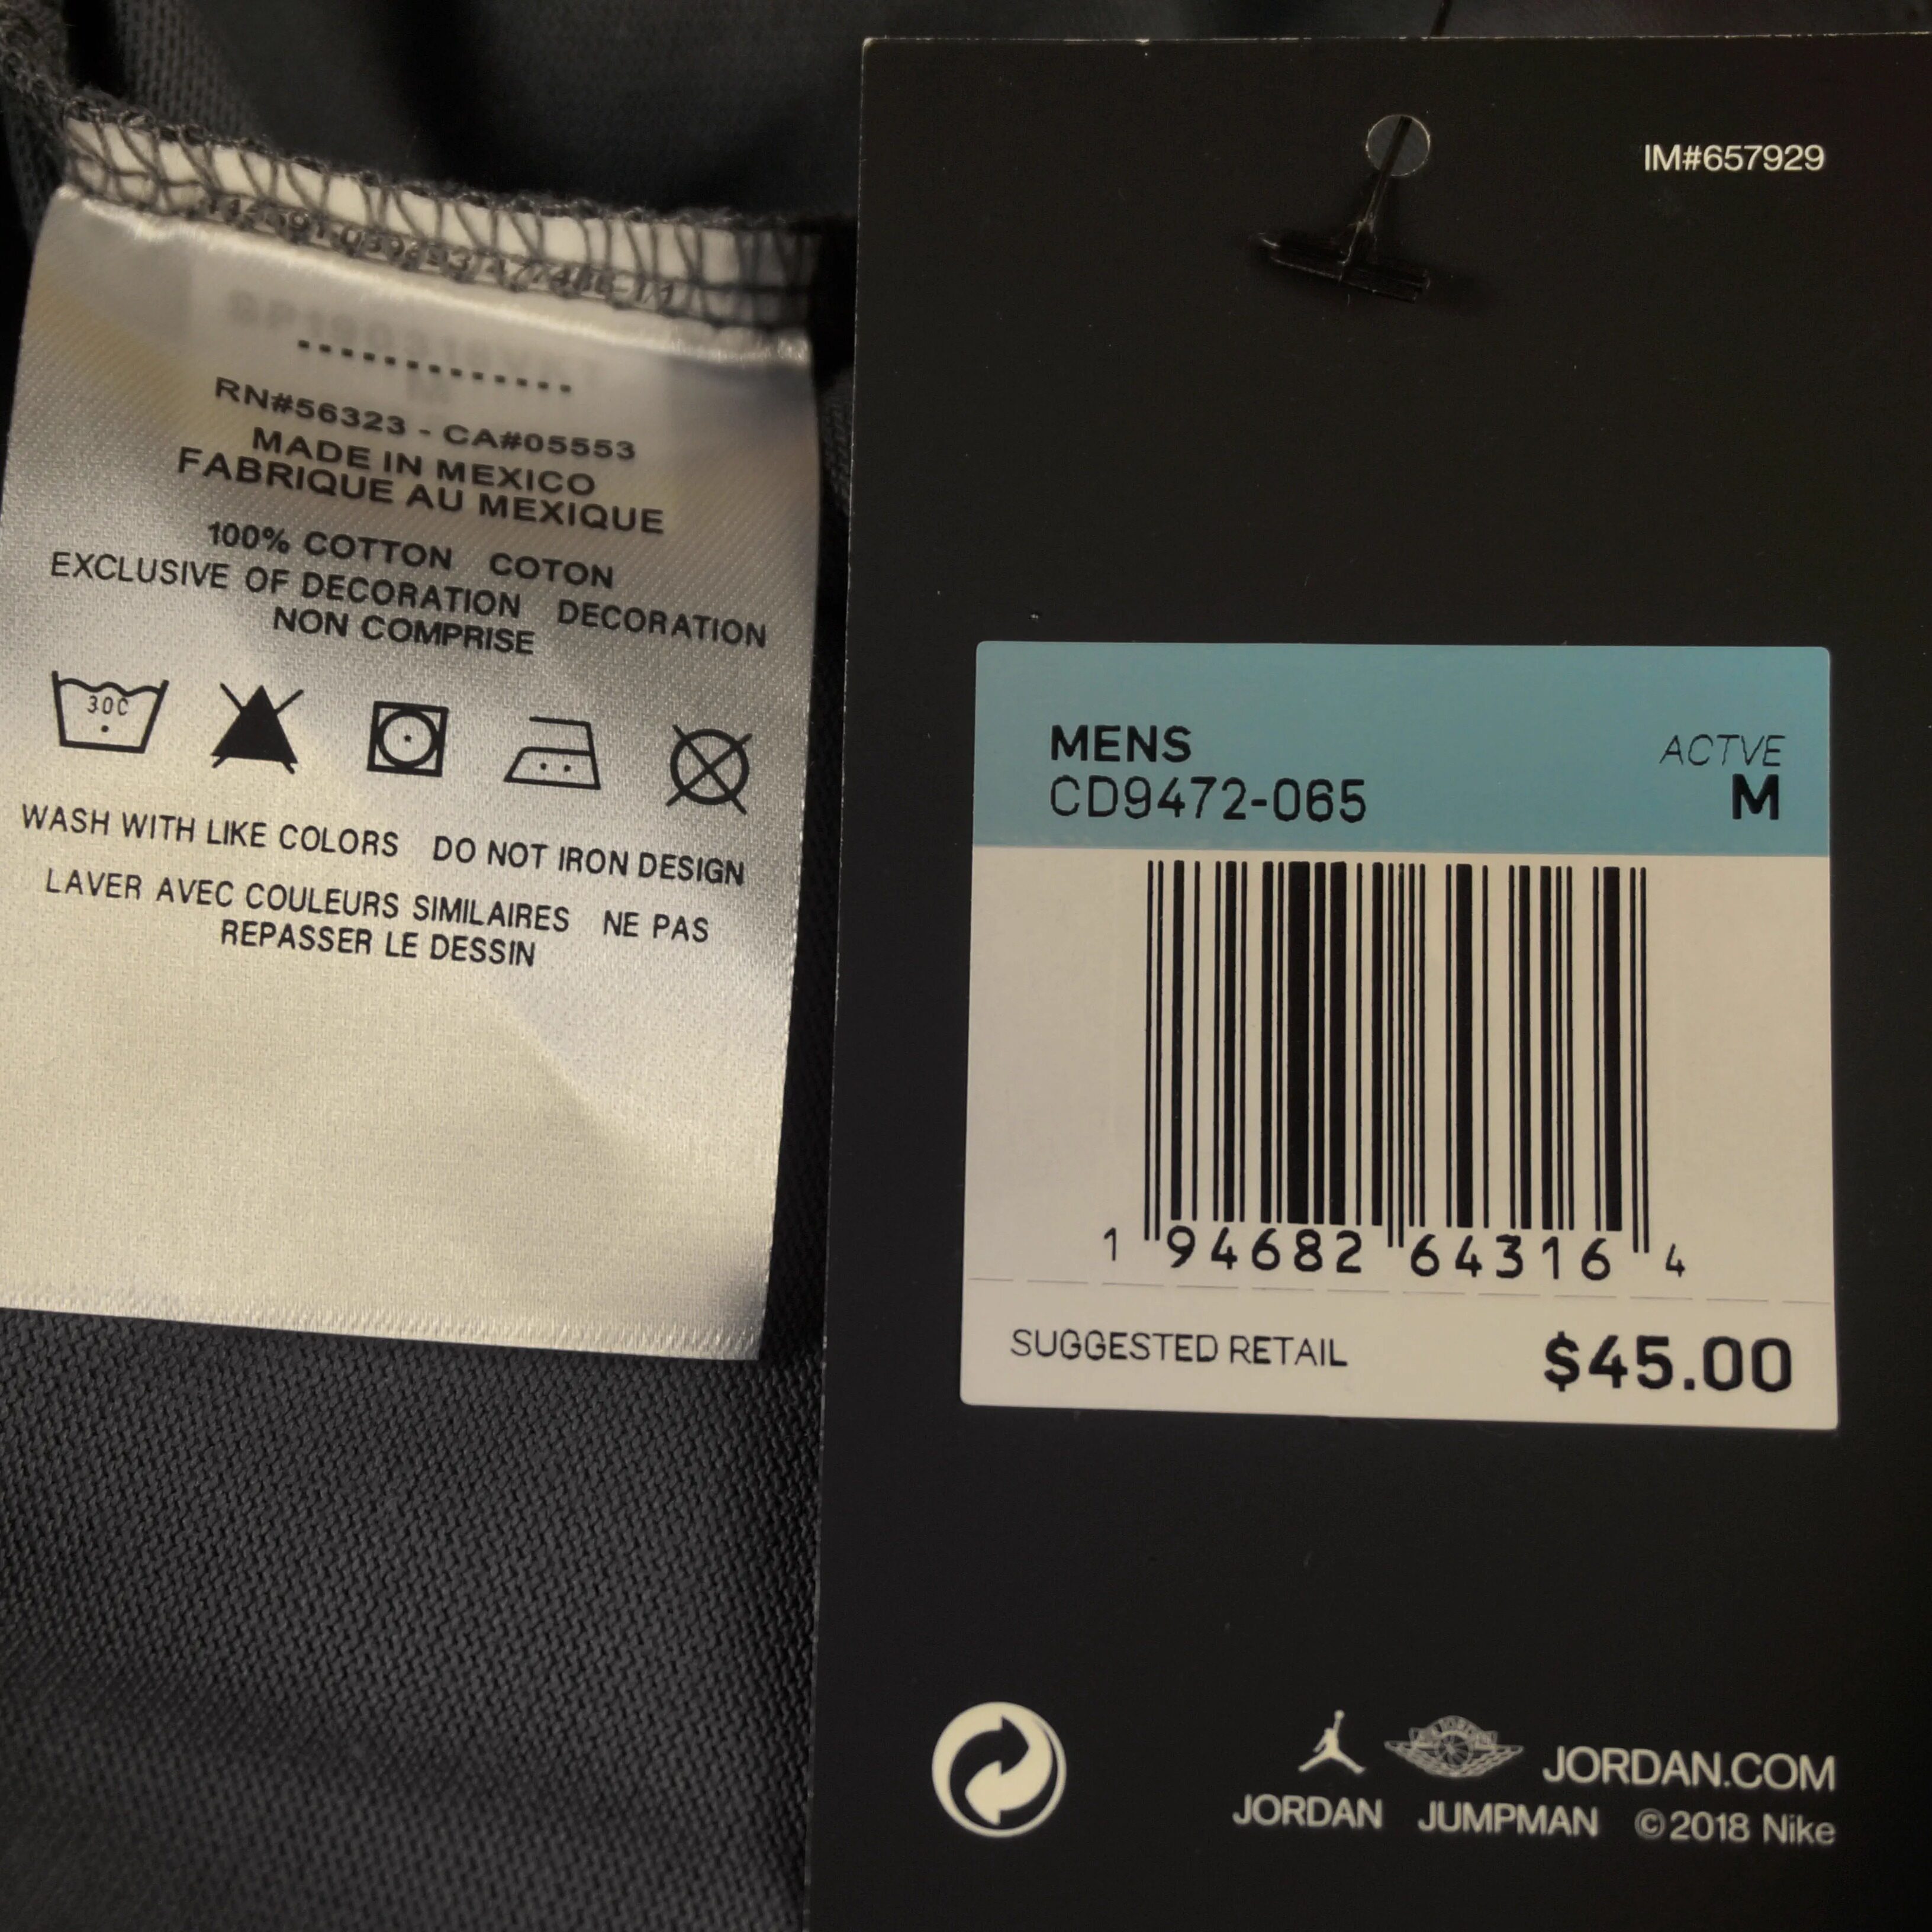 RN#56323 - CA#05553
MADE IN MEXICO
FABRIQUE AU MEXIQUE
100% COTTON COTON
EXCLUSIVE OF DECORATION DECORATION
NON COMPRISE
30C
WASH WITH LIKE COLORS DO NOT IRON DESIGN
LAVER AVEC COULEURS SIMILAIRES NE PAS
REPASSER LE DESSIN
IM#657929
MENS ACTVE
CD9472-065 M
1 94682 64316 4
SUGGESTED RETAIL $45.00
JORDAN.COM
JORDAN JUMPMAN ©2018 Nike